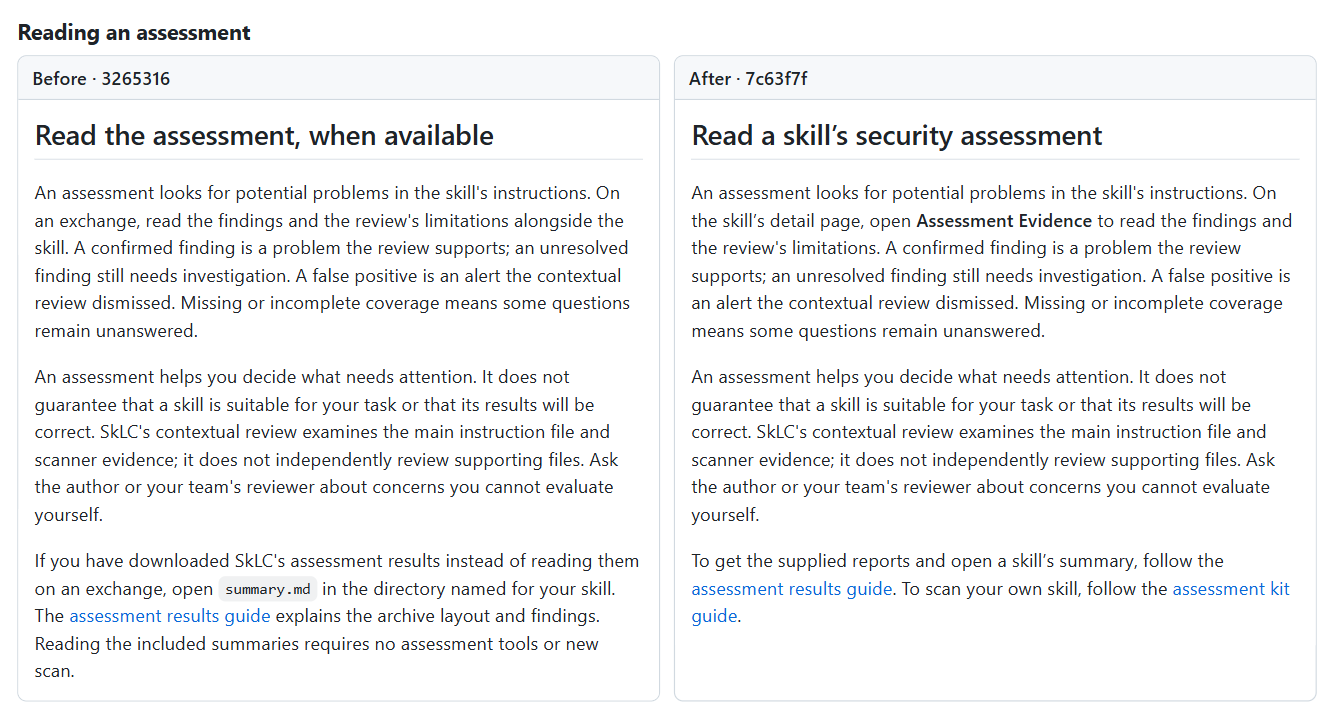 Reading an assessment
Before · 3265316
Read the assessment, when available
An assessment looks for potential problems in the skill's instructions. On
an exchange, read the findings and the review's limitations alongside the
skill. A confirmed finding is a problem the review supports; an unresolved
finding still needs investigation. A false positive is an alert the contextual
review dismissed. Missing or incomplete coverage means some questions
remain unanswered.
An assessment helps you decide what needs attention. It does not
guarantee that a skill is suitable for your task or that its results will be
correct. SkLC's contextual review examines the main instruction file and
scanner evidence; it does not independently review supporting files. Ask
the author or your team's reviewer about concerns you cannot evaluate
yourself.
If you have downloaded SkLC's assessment results instead of reading them
on an exchange, open summary.md in the directory named for your skill.
The assessment results guide explains the archive layout and findings.
Reading the included summaries requires no assessment tools or new
scan.
After · 7c63f7f
Read a skill’s security assessment
An assessment looks for potential problems in the skill's instructions. On
the skill’s detail page, open Assessment Evidence to read the findings and
the review's limitations. A confirmed finding is a problem the review
supports; an unresolved finding still needs investigation. A false positive is
an alert the contextual review dismissed. Missing or incomplete coverage
means some questions remain unanswered.
An assessment helps you decide what needs attention. It does not
guarantee that a skill is suitable for your task or that its results will be
correct. SkLC's contextual review examines the main instruction file and
scanner evidence; it does not independently review supporting files. Ask
the author or your team's reviewer about concerns you cannot evaluate
yourself.
To get the supplied reports and open a skill’s summary, follow the
assessment results guide. To scan your own skill, follow the assessment kit
guide.